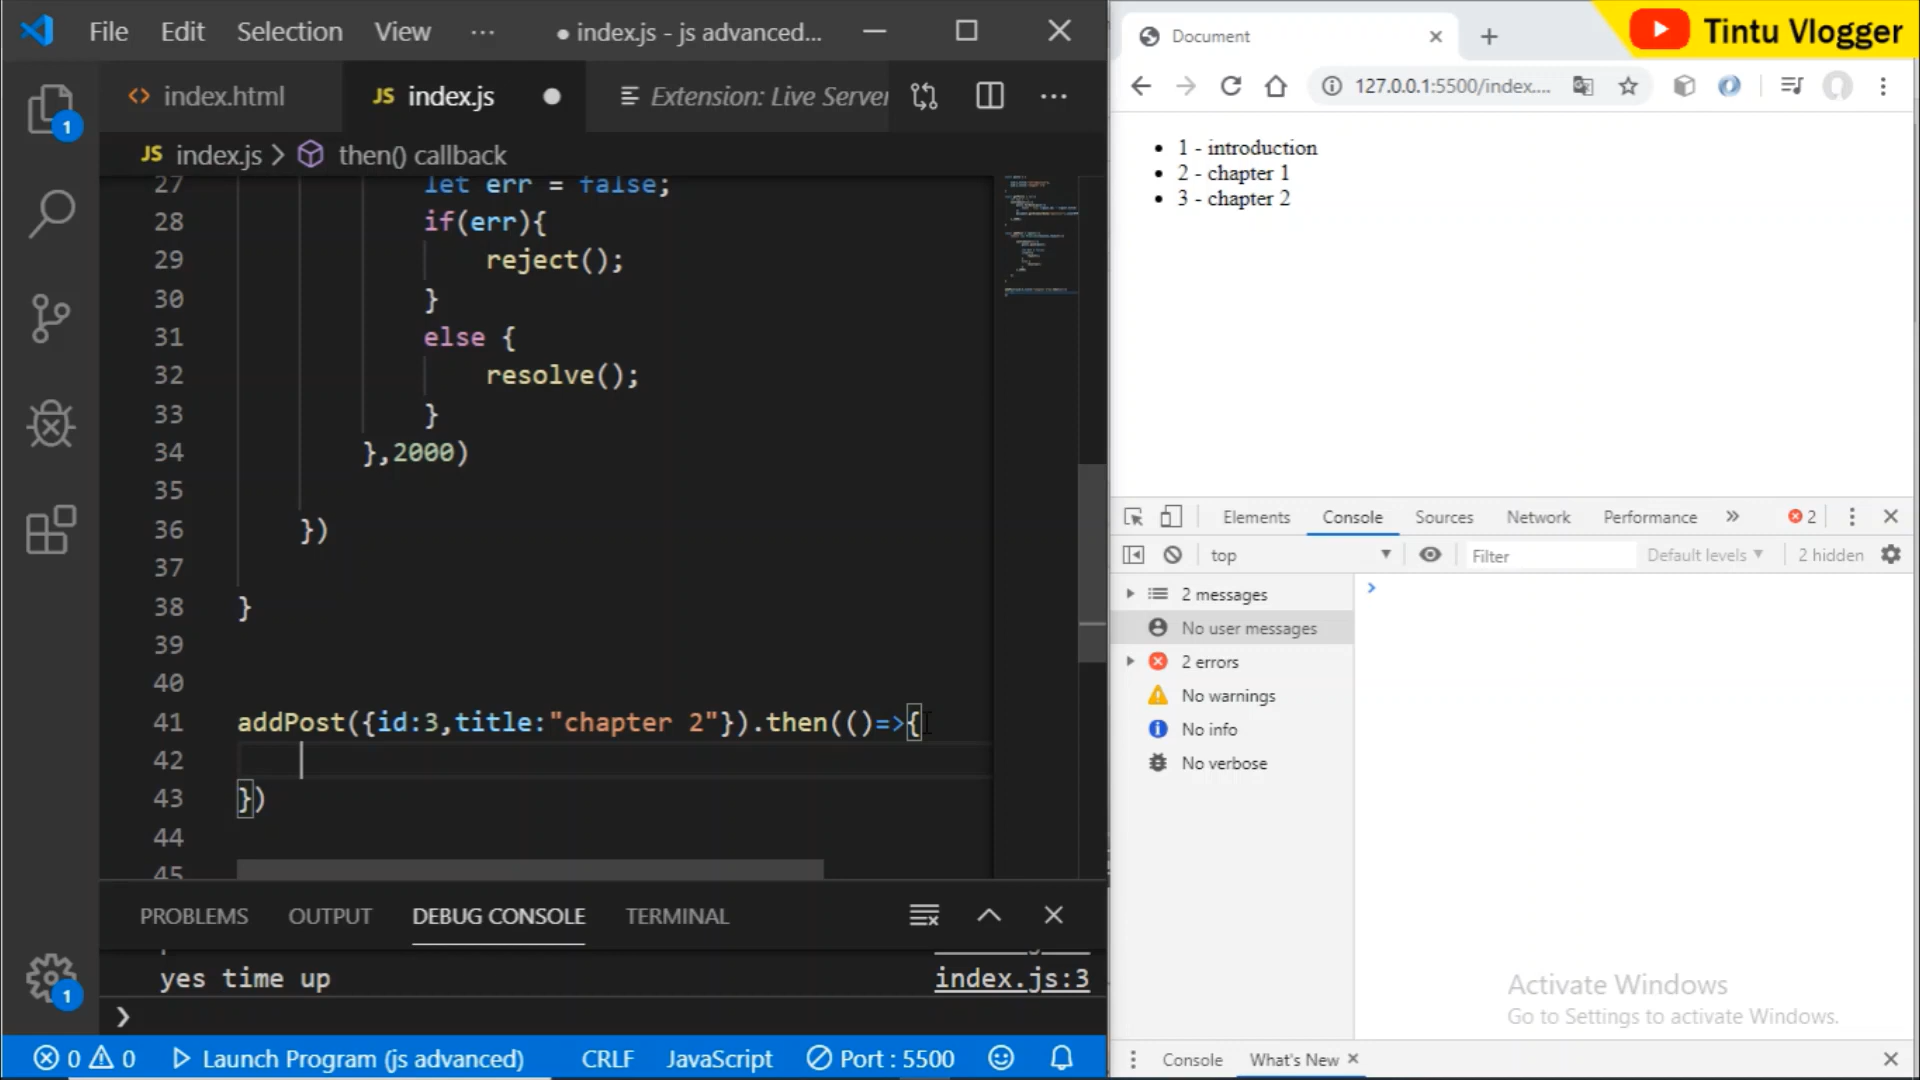 File Edit Selection View ... ● index.js - js advanced...
index.html
JS index.js ●
Extension: Live Server
JS index.js > then() callback
27 let err = false;
28 if(err){
29 reject();
30 }
31 else {
32 resolve();
33 }
34 },2000)
35
36 })
37
38 }
39
40
41 addPost({id:3,title:"chapter 2"}).then(()=>{
42
43 })
44
45
PROBLEMS OUTPUT DEBUG CONSOLE TERMINAL
yes time up index.js:3
0 0 Launch Program (js advanced) CRLF JavaScript Port : 5500
1
1
Document
Tintu Vlogger
127.0.0.1:5500/index....
• 1 - introduction
• 2 - chapter 1
• 3 - chapter 2
Elements Console Sources Network Performance » 2
top Filter Default levels 2 hidden
2 messages
No user messages
2 errors
No warnings
No info
No verbose
Activate Windows
Go to Settings to activate Windows.
Console What's New